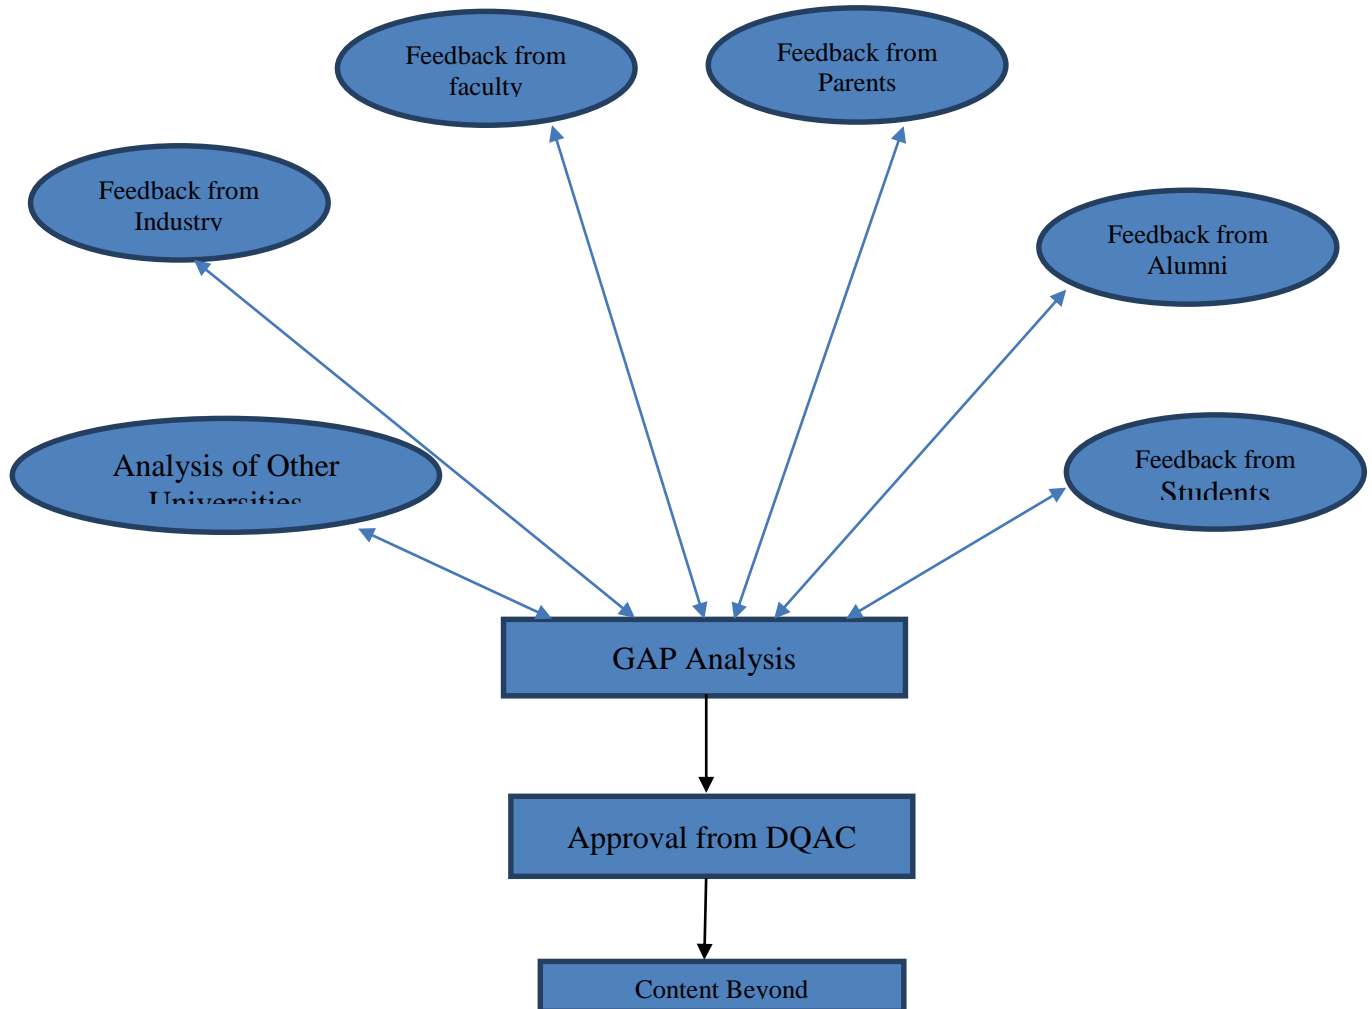 Feedback from
faculty
Feedback from
Parents
Feedback from
Industry
Feedback from
Alumni
Analysis of Other
Universities
Feedback from
Students
GAP Analysis
Approval from DQAC
Content Beyond